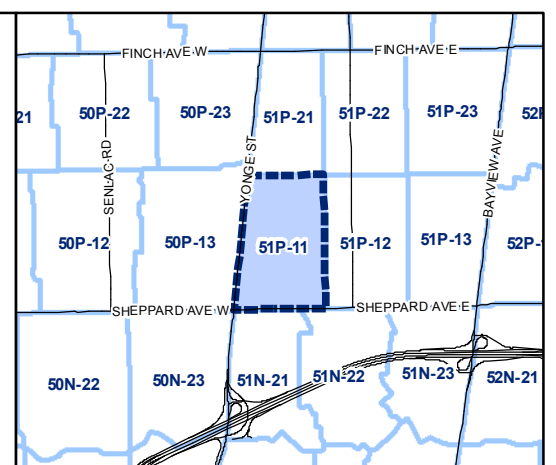 FINCH AVE W
FINCH AVE E
21
50P-22
50P-23
51P-21
51P-22
51P-23
52P
SENLAC RD
YONGE ST
BAYVIEW AVE
50P-12
50P-13
51P-11
51P-12
51P-13
52P-
SHEPPARD AVE W
SHEPPARD AVE E
50N-22
50N-23
51N-21
51N-22
51N-23
52N-21